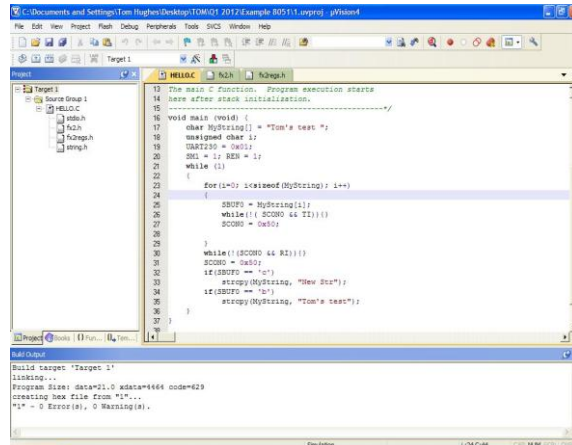 C:\Documents and Settings\Tom Hughes\Desktop\TOM\Q1 2012\Example 8051\1.uvproj - µVision4
File Edit View Project Flash Debug Peripherals Tools SVCS Window Help
Target 1
Project
HELLO.C fx2.h fx2regs.h
Target 1
Source Group 1
HELLO.C
stdio.h
fx2.h
fx2regs.h
string.h
13 The main C function. Program execution starts
14 here after stack initialization.
15 ------------------------------------------------*/
16 void main (void) {
17 char MyString[] = "Tom's test ";
18 unsigned char i;
19 UART230 = 0x01;
20 SM1 = 1; REN = 1;
21 while (1)
22 {
23 for(i=0; i<sizeof(MyString); i++)
24 {
25 SBUF0 = MyString[i];
26 while(!( SCON0 && TI)){}
27 SCON0 = 0x50;
28
29 }
30 while(!(SCON0 && RI)){}
31 SCON0 = 0x50;
32 if(SBUF0 == 'c')
33 strcpy(MyString, "New Str");
34 if(SBUF0 == 'b')
35 strcpy(MyString, "Tom's test");
36 }
37 }
38
Project Books {} Fun... 0→ Tem...
Build Output
Build target 'Target 1'
linking...
Program Size: data=21.0 xdata=4464 code=629
creating hex file from "1"...
"1" - 0 Error(s), 0 Warning(s).
Simulation